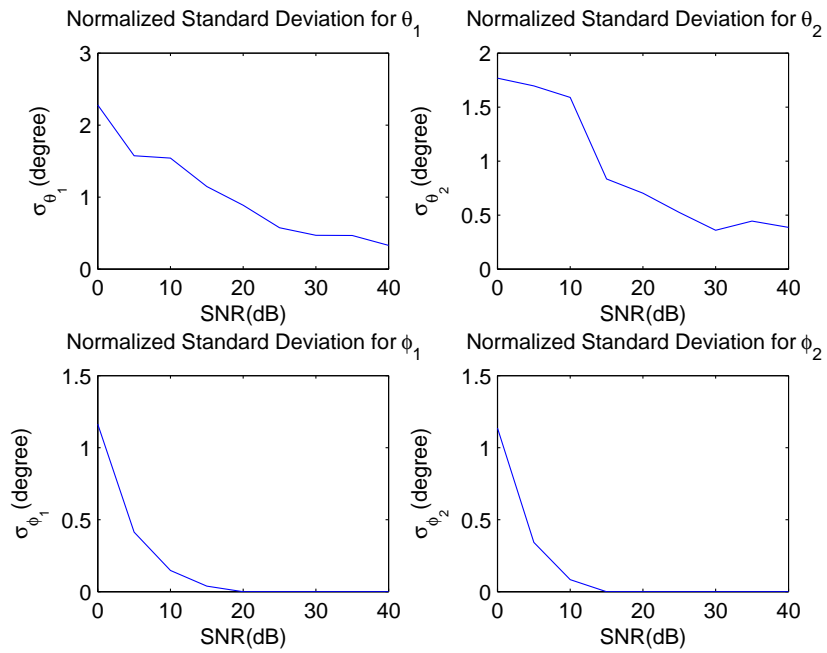 Normalized Standard Deviation for θ₁
3
2
1
0
σθ₁ (degree)
0 10 20 30 40
SNR(dB)
Normalized Standard Deviation for θ₂
2
1.5
1
0.5
0
σθ₂ (degree)
0 10 20 30 40
SNR(dB)
Normalized Standard Deviation for ϕ₁
1.5
1
0.5
0
σϕ₁ (degree)
0 10 20 30 40
SNR(dB)
Normalized Standard Deviation for ϕ₂
1.5
1
0.5
0
σϕ₂ (degree)
0 10 20 30 40
SNR(dB)